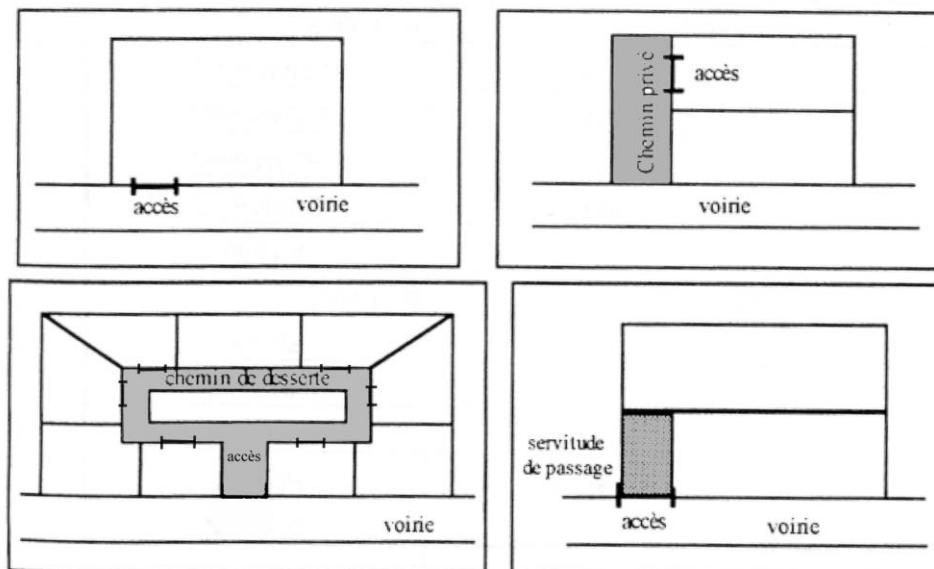 accès
voirie
Chemin privé
accès
voirie
chemin de desserte
accès
voirie
servitude
de passage
accès
voirie